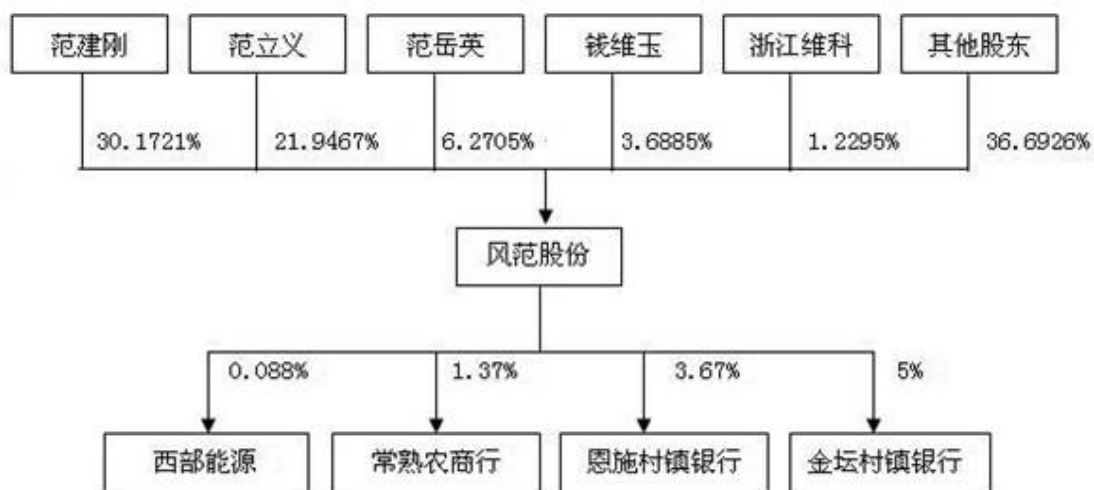 范建刚 范立义 范岳英 钱维玉 浙江维科 其他股东
30.1721% 21.9467% 6.2705% 3.6885% 1.2295% 36.6926%
风范股份
0.088% 1.37% 3.67% 5%
西部能源 常熟农商行 恩施村镇银行 金坛村镇银行